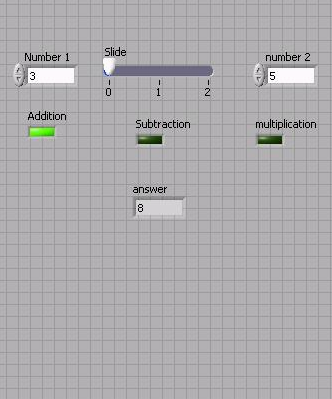 Number 1
Slide
number 2
3
5
0 1 2
Addition
Subtraction
multiplication
answer
8